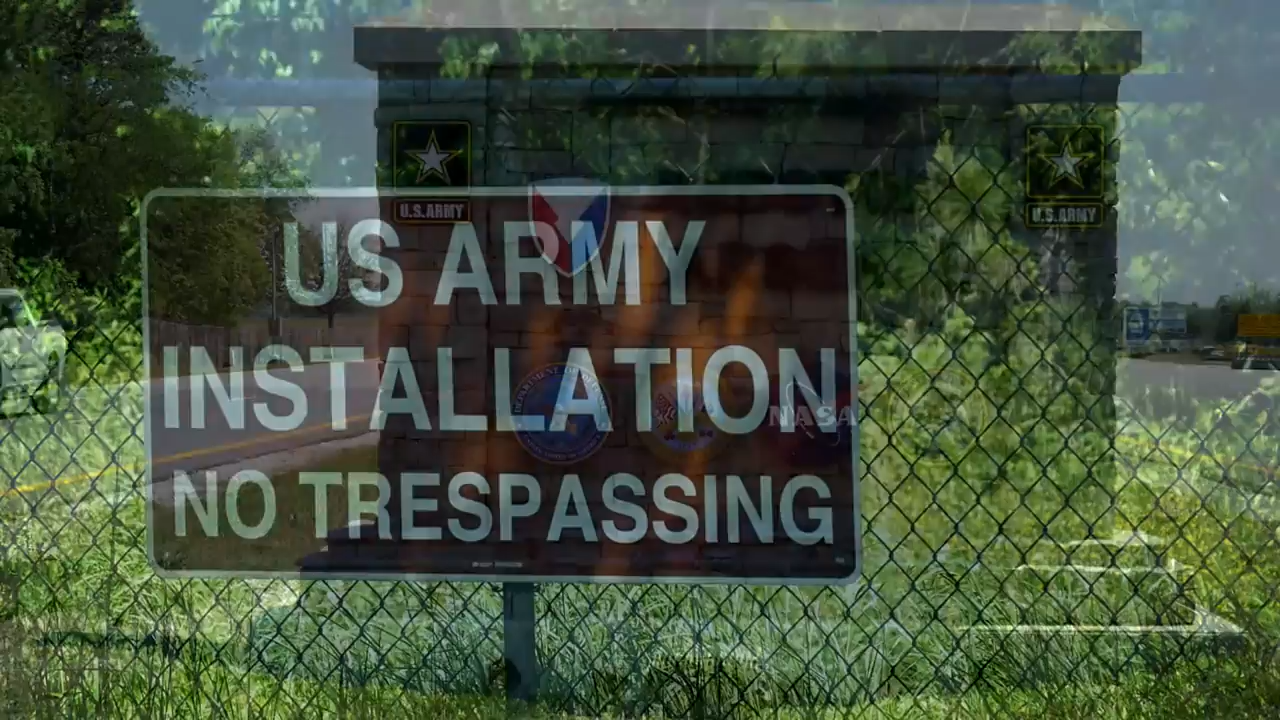 U.S.ARMY
U.S.ARMY
US ARMY
INSTALLATION
NASA
NO TRESPASSING